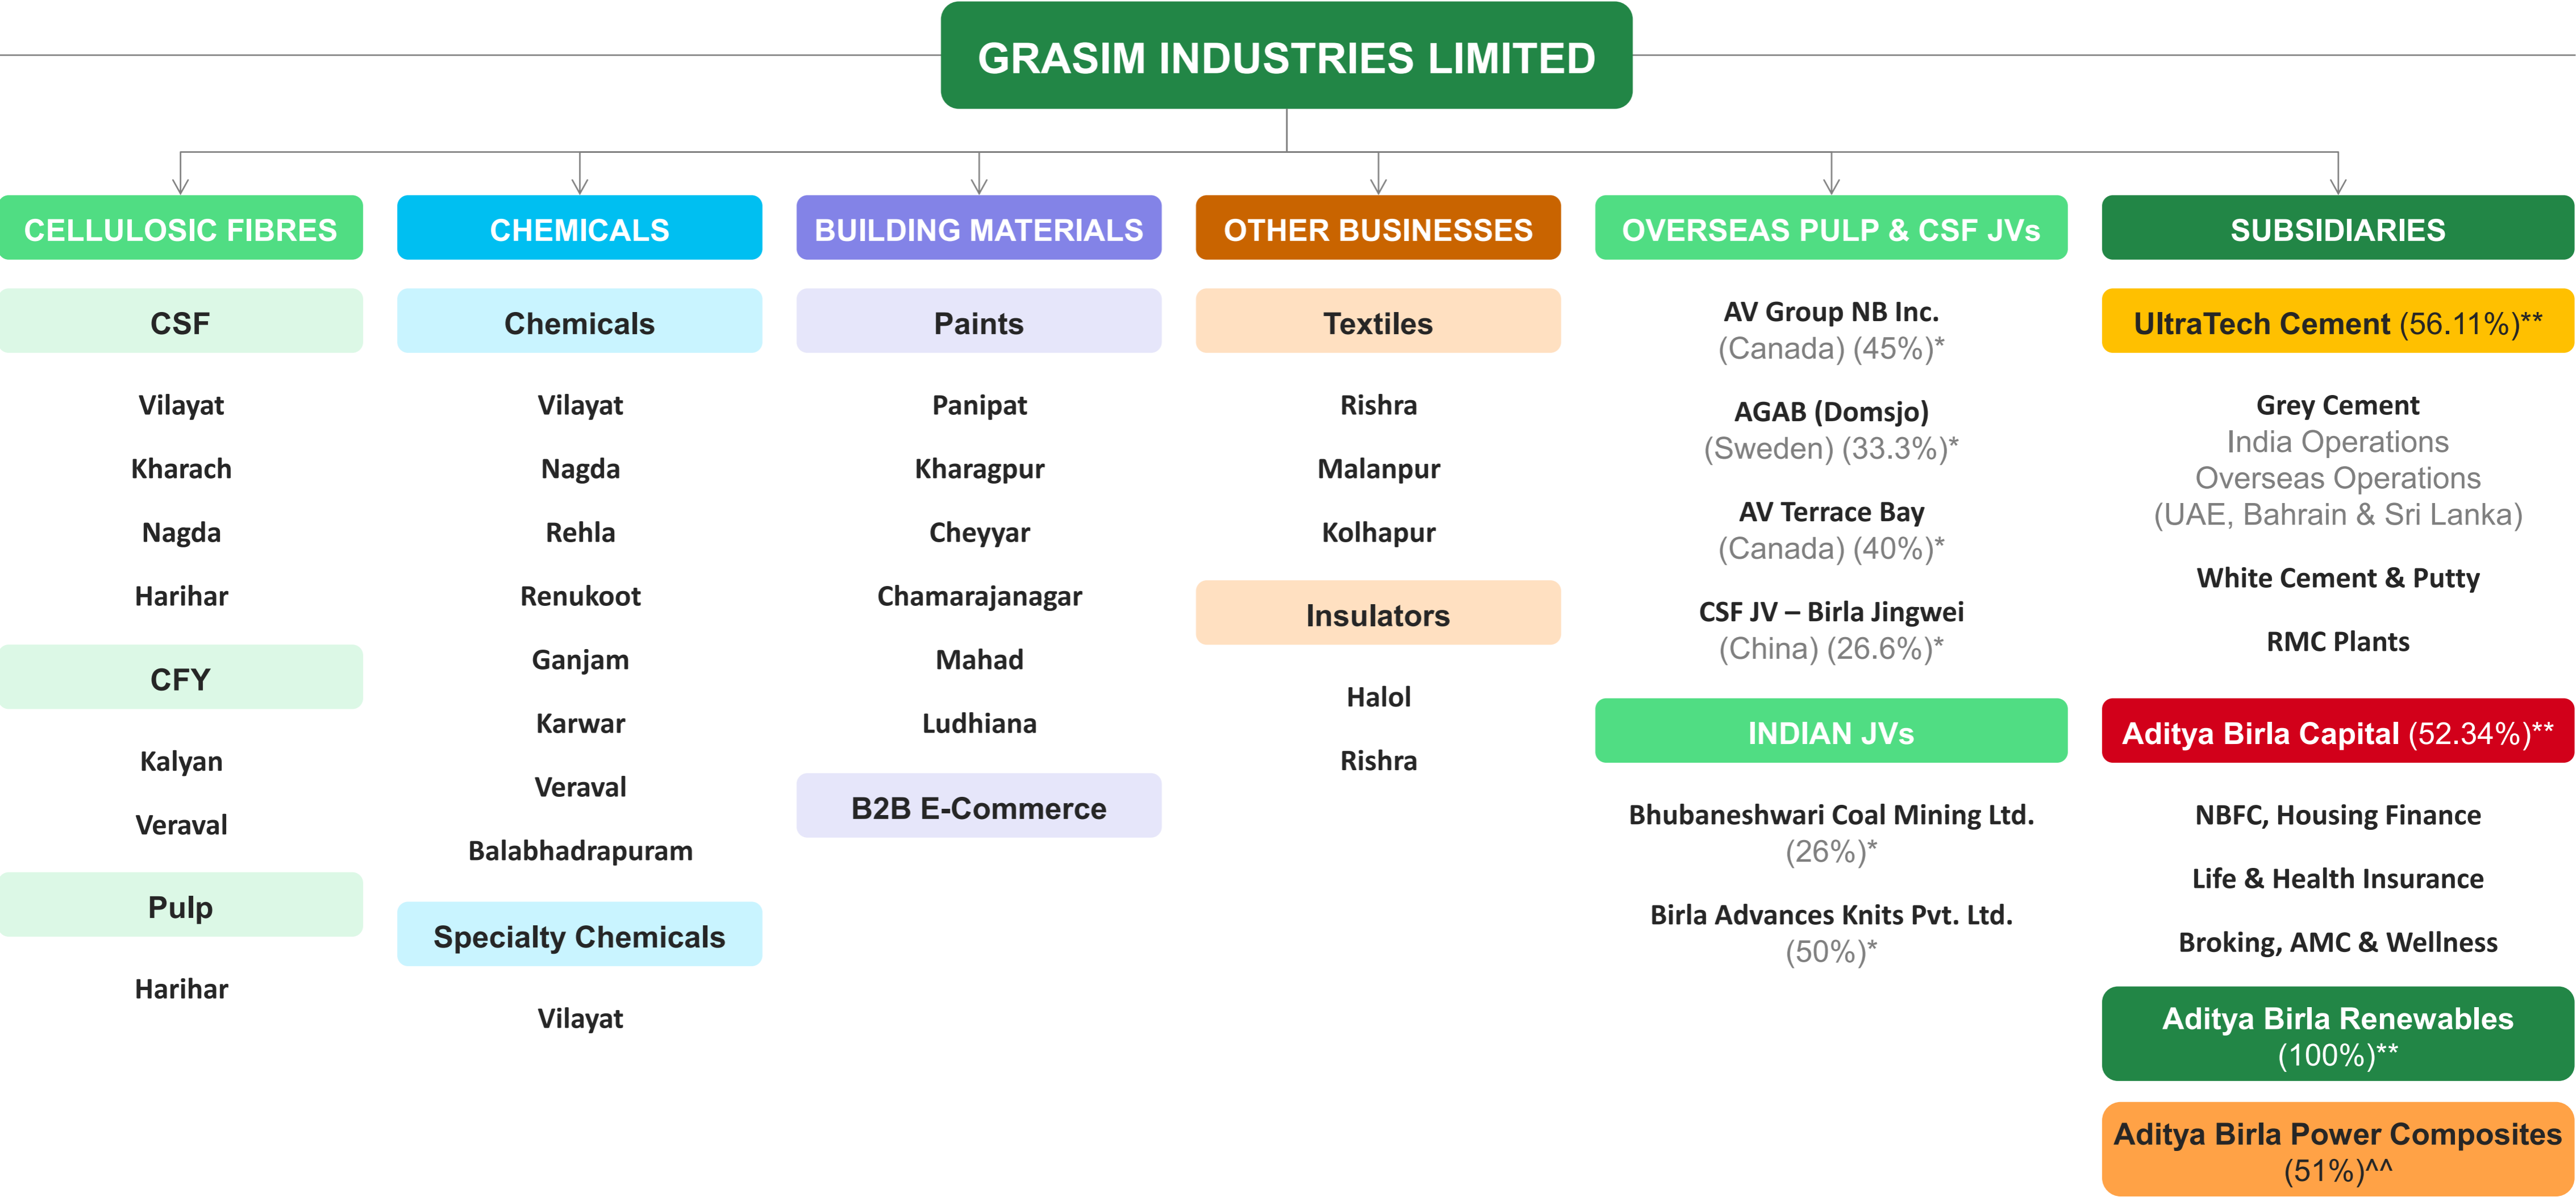 GRASIM INDUSTRIES LIMITED
CELLULOSIC FIBRES
CSF
Vilayat
Kharach
Nagda
Harihar
CFY
Kalyan
Veraval
Pulp
Harihar
CHEMICALS
Chemicals
Vilayat
Nagda
Rehla
Renukoot
Ganjam
Karwar
Veraval
Balabhadrapuram
Specialty Chemicals
Vilayat
BUILDING MATERIALS
Paints
Panipat
Kharagpur
Cheyyar
Chamarajanagar
Mahad
Ludhiana
B2B E-Commerce
OTHER BUSINESSES
Textiles
Rishra
Malanpur
Kolhapur
Insulators
Halol
Rishra
OVERSEAS PULP & CSF JVs
AV Group NB Inc.
(Canada) (45%)*
AGAB (Domsjo)
(Sweden) (33.3%)*
AV Terrace Bay
(Canada) (40%)*
CSF JV – Birla Jingwei
(China) (26.6%)*
INDIAN JVs
Bhubaneshwari Coal Mining Ltd.
(26%)*
Birla Advances Knits Pvt. Ltd.
(50%)*
SUBSIDIARIES
UltraTech Cement (56.11%)**
Grey Cement
India Operations
Overseas Operations
(UAE, Bahrain & Sri Lanka)
White Cement & Putty
RMC Plants
Aditya Birla Capital (52.34%)**
NBFC, Housing Finance
Life & Health Insurance
Broking, AMC & Wellness
Aditya Birla Renewables
(100%)**
Aditya Birla Power Composites
(51%)^^